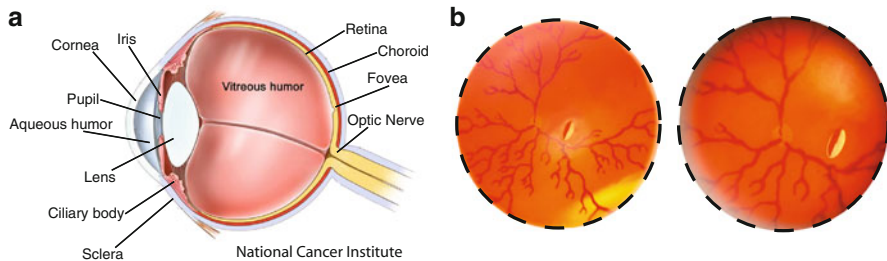 a
Cornea
Iris
Pupil
Aqueous humor
Lens
Ciliary body
Sclera
Vitreous humor
Retina
Choroid
Fovea
Optic Nerve
National Cancer Institute
b